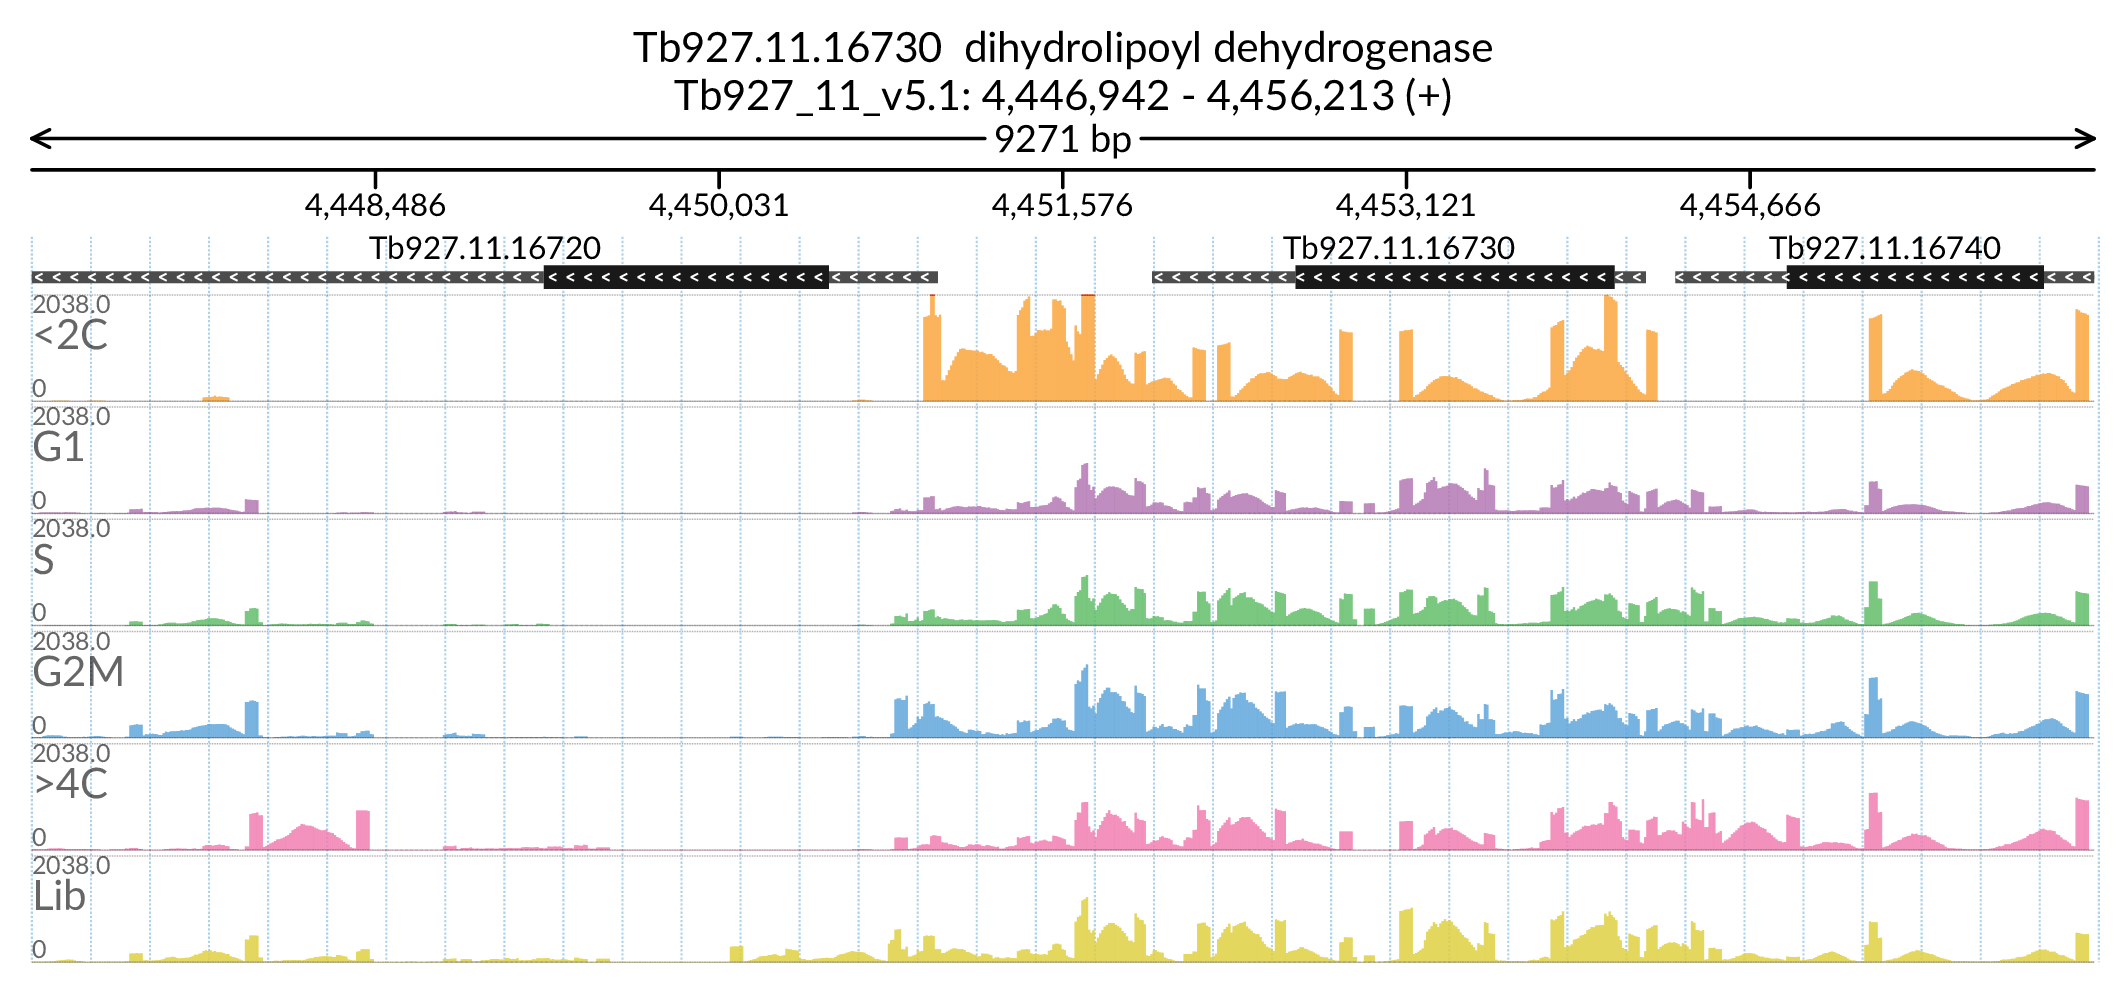 Tb927.11.16730  dihydrolipoyl dehydrogenase
Tb927_11_v5.1: 4,446,942 - 4,456,213 (+)
9271 bp
4,448,486 4,450,031 4,451,576 4,453,121 4,454,666
Tb927.11.16720 Tb927.11.16730 Tb927.11.16740
2038.0
<2C
0
2038.0
G1
0
2038.0
S
0
2038.0
G2M
0
2038.0
>4C
0
2038.0
Lib
0